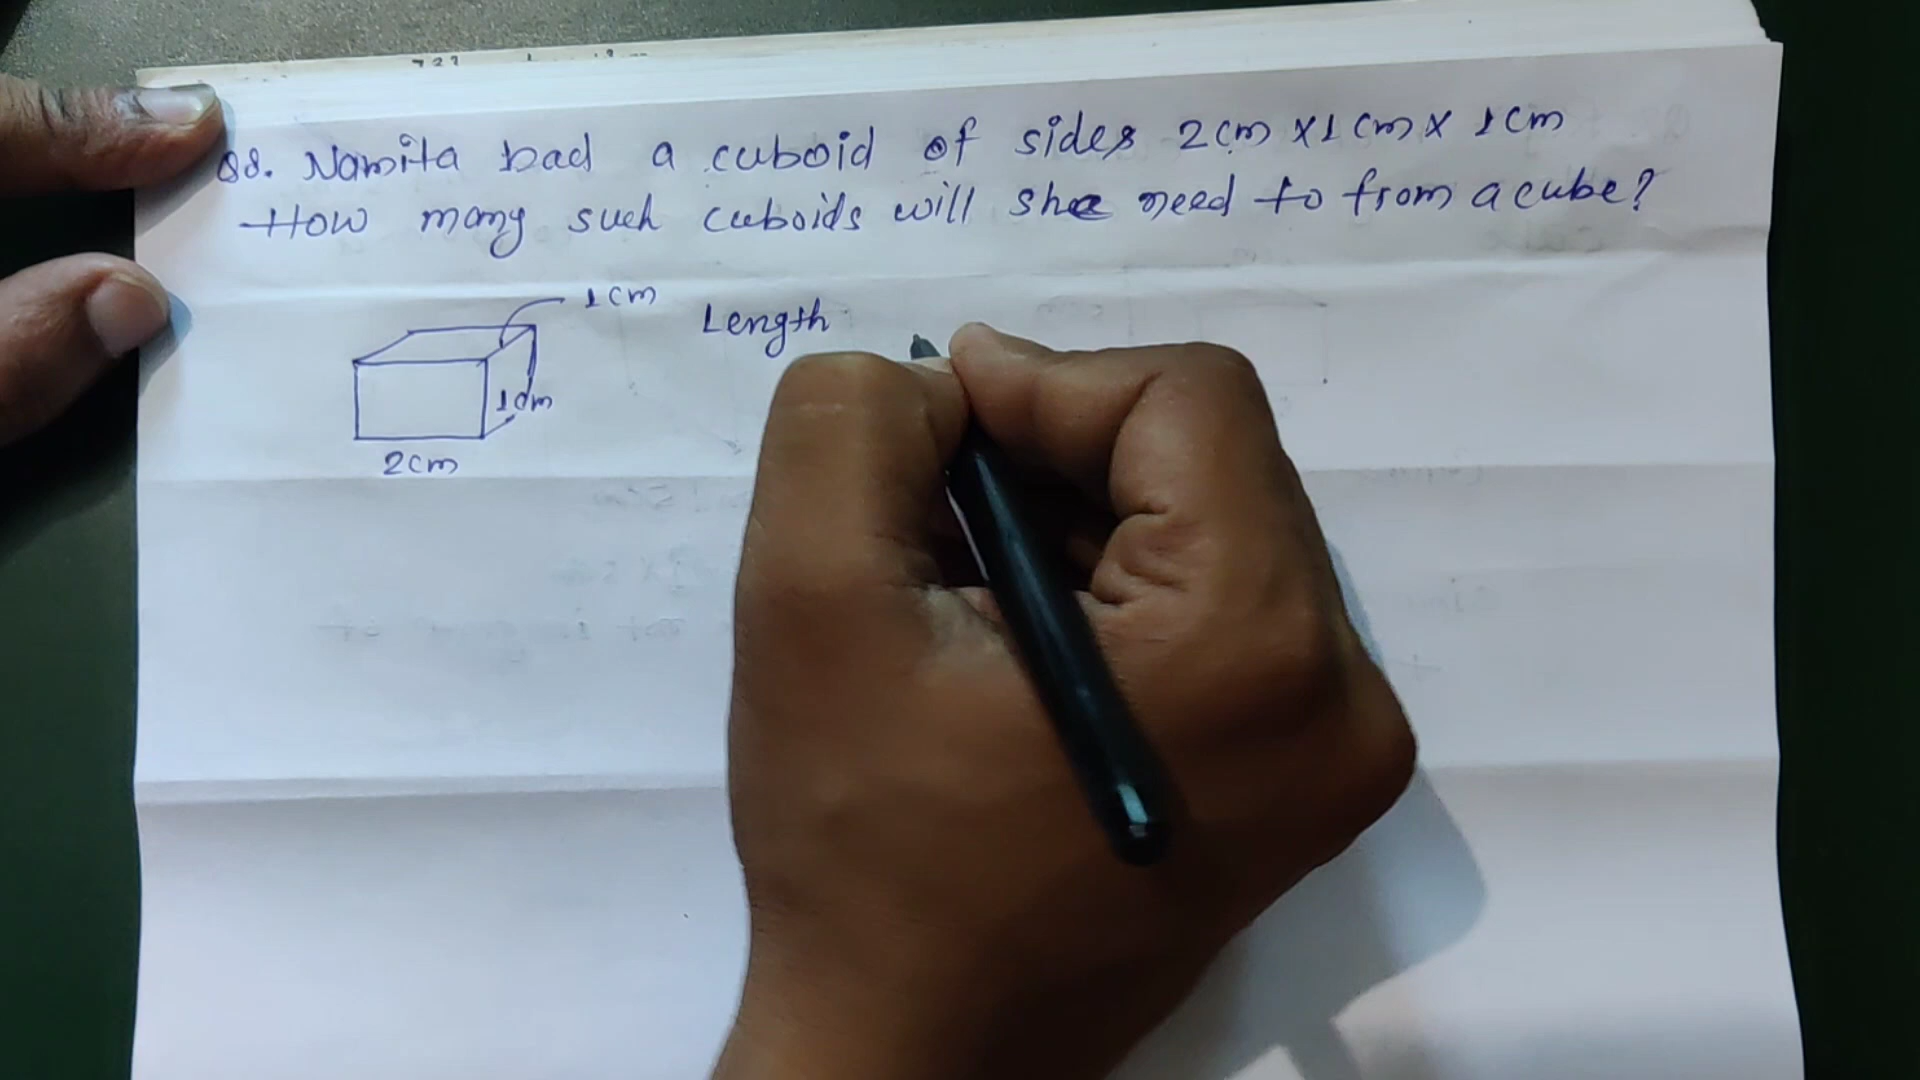 Q8. Namita had a cuboid of sides 2cm x 1cm x 1cm
How many such cuboids will she need to from a cube?
1cm
Length
1cm
2cm